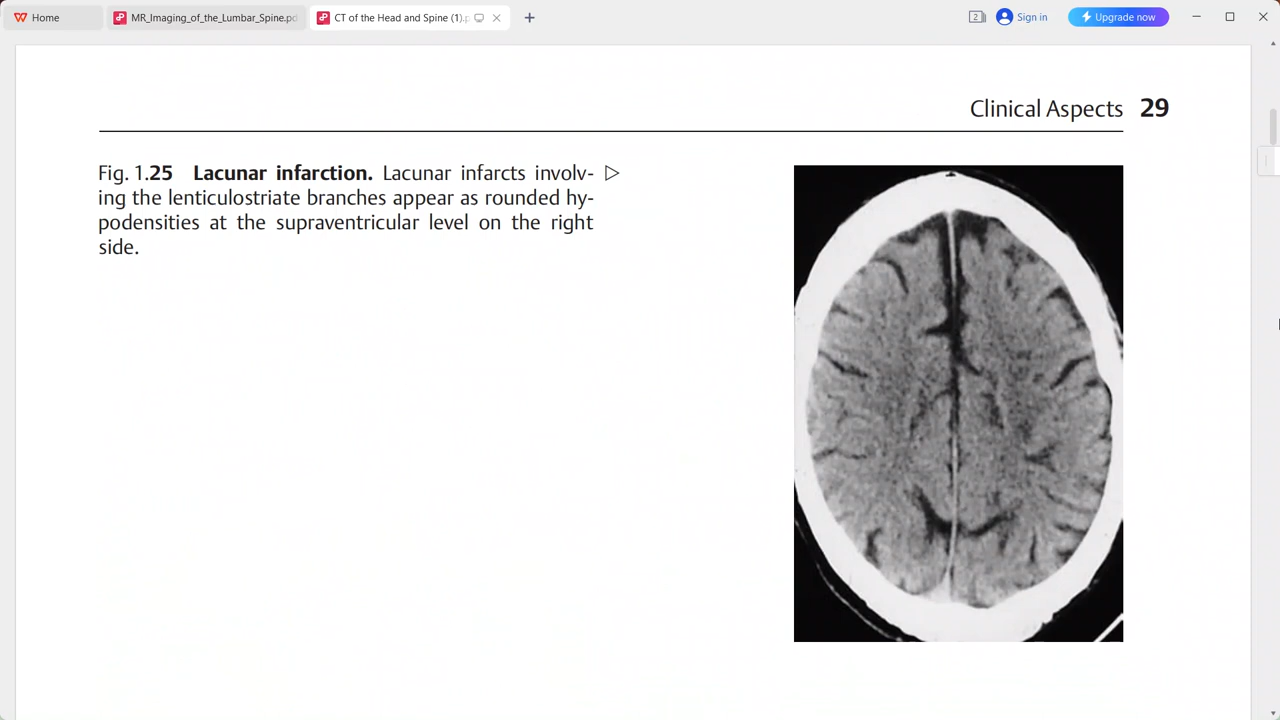 Home
MR_Imaging_of_the_Lumbar_Spine.pd
CT of the Head and Spine (1).p
2
Sign in
Upgrade now
Clinical Aspects 29
Fig. 1.25 Lacunar infarction. Lacunar infarcts involv-
ing the lenticulostriate branches appear as rounded hy-
podensities at the supraventricular level on the right
side.